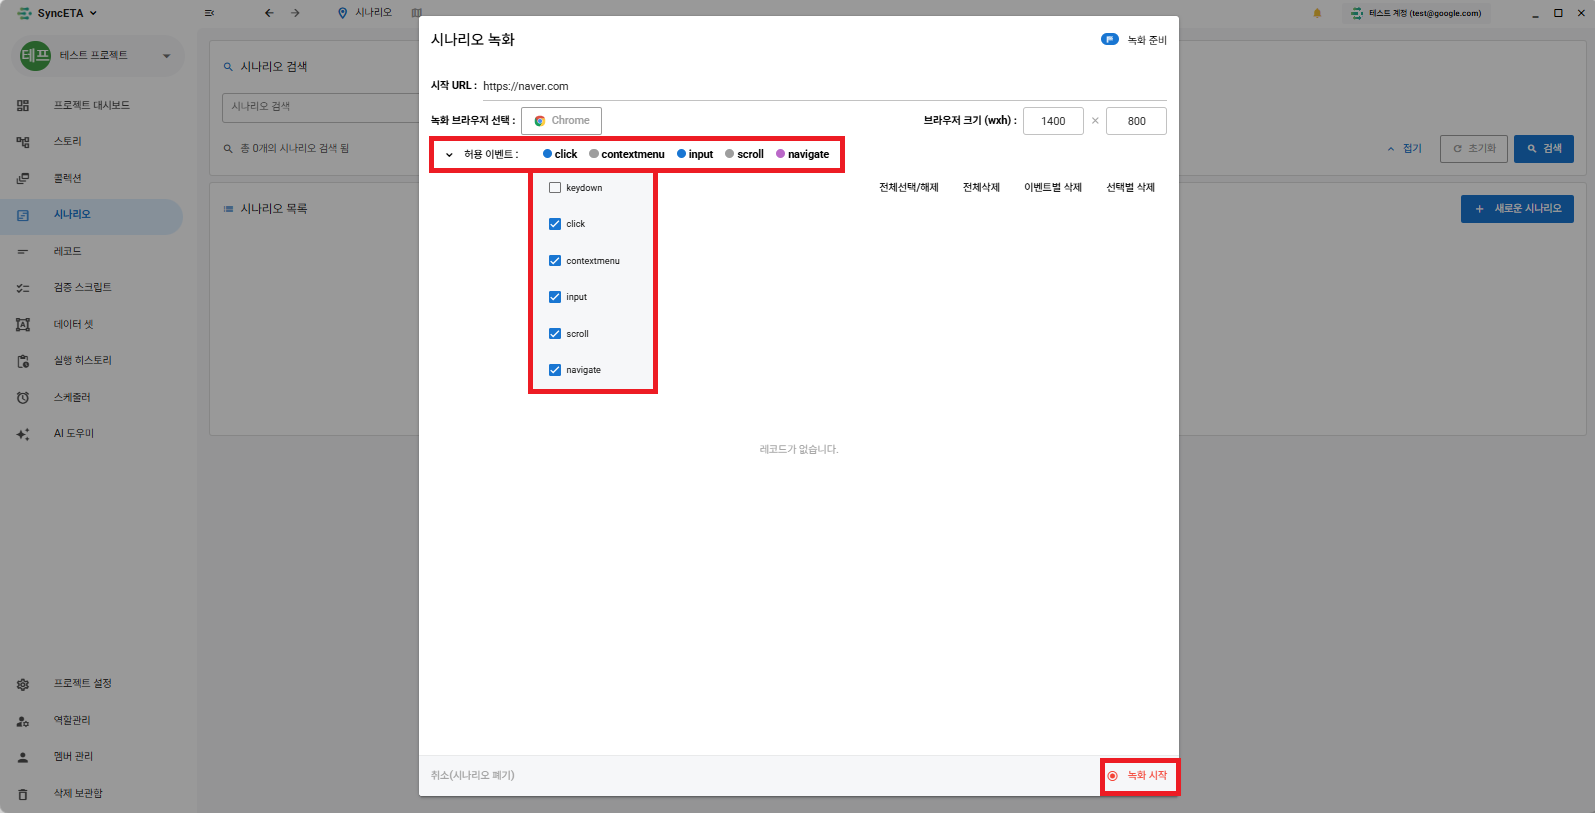 SyncETA
시나리오
테스트 계정 (test@google.com)
테프
테스트 프로젝트
프로젝트 대시보드
스토리
콜렉션
시나리오
레코드
검증 스크립트
데이터 셋
실행 히스토리
스케줄러
AI 도우미
프로젝트 설정
역할관리
멤버 관리
삭제 보관함
시나리오 검색
시나리오 검색
총 0개의 시나리오 검색 됨
접기
초기화
검색
시나리오 목록
+ 새로운 시나리오
시나리오 녹화
녹화 준비
시작 URL : https://naver.com
녹화 브라우저 선택 : Chrome
브라우저 크기 (wxh) : 1400 × 800
허용 이벤트 : click contextmenu input scroll navigate
keydown
click
contextmenu
input
scroll
navigate
전체선택/해제 전체삭제 이벤트별 삭제 선택별 삭제
레코드가 없습니다.
취소(시나리오 폐기)
녹화 시작